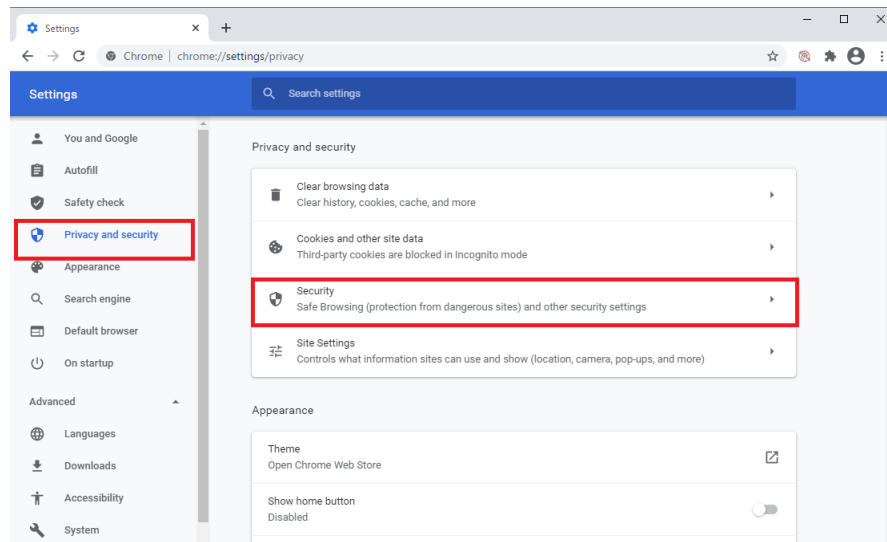 Settings
Chrome | chrome://settings/privacy
Settings
Search settings
You and Google
Autofill
Safety check
Privacy and security
Appearance
Search engine
Default browser
On startup
Advanced
Languages
Downloads
Accessibility
System
Privacy and security
Clear browsing data
Clear history, cookies, cache, and more
Cookies and other site data
Third-party cookies are blocked in Incognito mode
Security
Safe Browsing (protection from dangerous sites) and other security settings
Site Settings
Controls what information sites can use and show (location, camera, pop-ups, and more)
Appearance
Theme
Open Chrome Web Store
Show home button
Disabled